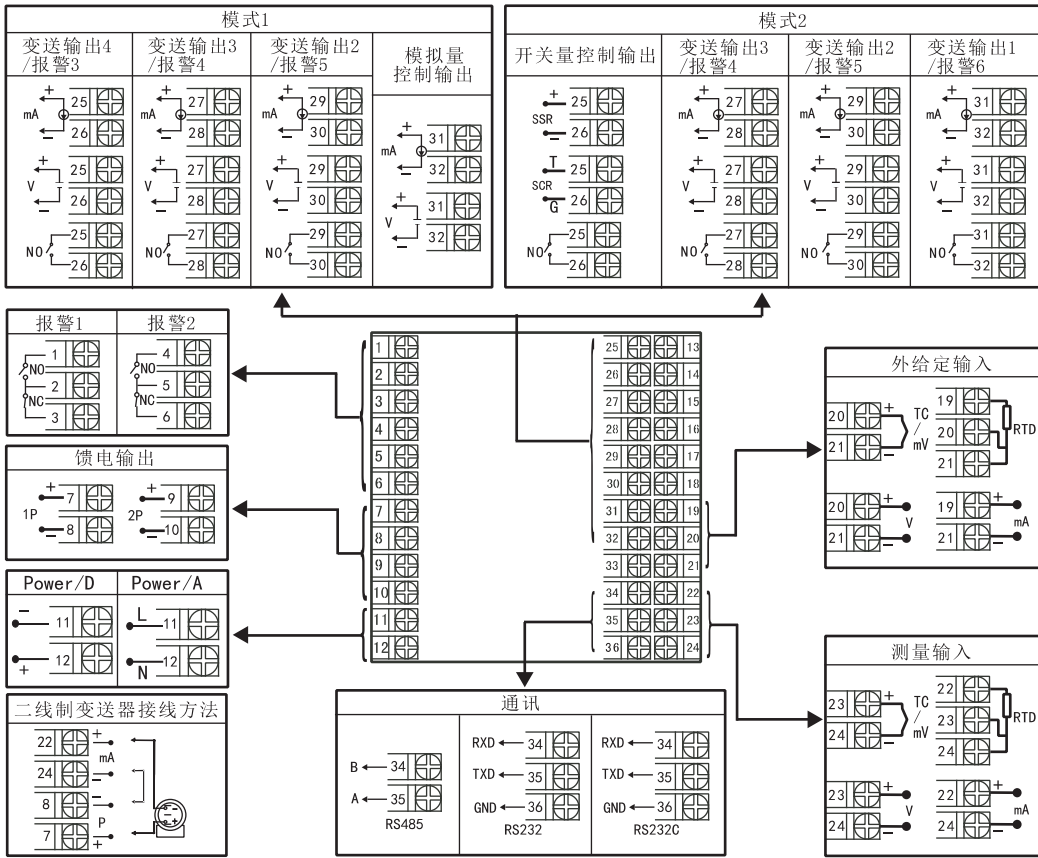 模式1
变送输出4 变送输出3 变送输出2 模拟量
/报警3 /报警4 /报警5 控制输出
+ 25 + 27 + 29
mA mA mA
− 26 − 28 − 30
+ 31
mA
− 32
+ 25 + 27 + 29
V V V
− 26 − 28 − 30
+ 31
V
− 32
25 27 29
NO NO NO
26 28 30
模式2
开关量控制输出 变送输出3 变送输出2 变送输出1
/报警4 /报警5 /报警6
+ 25 + 27 + 29 + 31
SSR mA mA mA
− 26 − 28 − 30 − 32
T 25 + 27 + 29 + 31
SCR V V V
G 26 − 28 − 30 − 32
25 27 29 31
NO NO NO NO
26 28 30 32
报警1 报警2
1 4
NO NO
2 5
NC NC
3 6
馈电输出
+ 7 + 9
1P 2P
− 8 − 10
Power/D Power/A
− 11 L 11
+ 12 N 12
二线制变送器接线方法
22 +
mA
24 −
8 −
P
7 +
− +
1 25 13
2 26 14
3 27 15
4 28 16
5 29 17
6 30 18
7 31 19
8 32 20
9 33 21
10 34 22
11 35 23
12 36 24
通讯
B 34
A 35
RS485
RXD 34
TXD 35
GND 36
RS232
RXD 34
TXD 35
GND 36
RS232C
外给定输入
20 + TC 19
/ 20 RTD
21 − mV 21
20 + 19 +
V mA
21 − 21 −
测量输入
23 + TC 22
/ 23 RTD
24 − mV 24
23 + 22 +
V mA
24 − 24 −